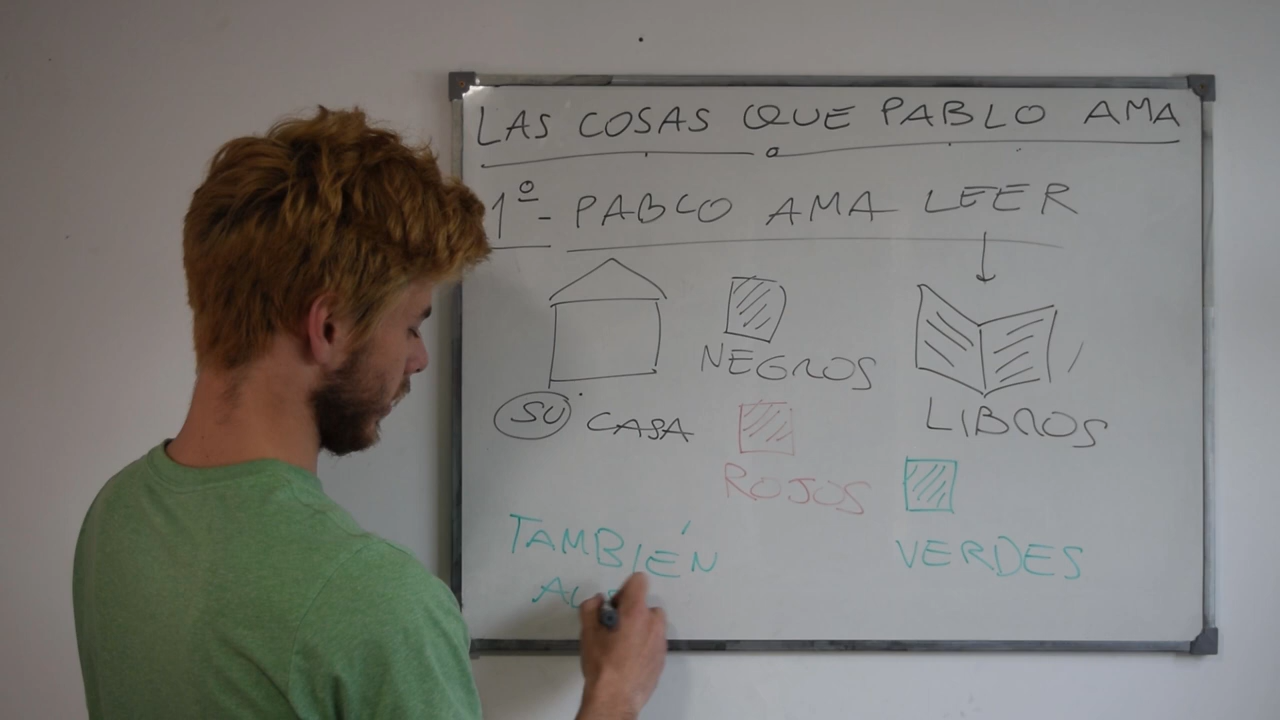 LAS COSAS QUE PABLO AMA
1º- PABLO AMA LEER
NEGROS
SU CASA
LIBROS
ROJOS
TAMBIÉN
VERDES